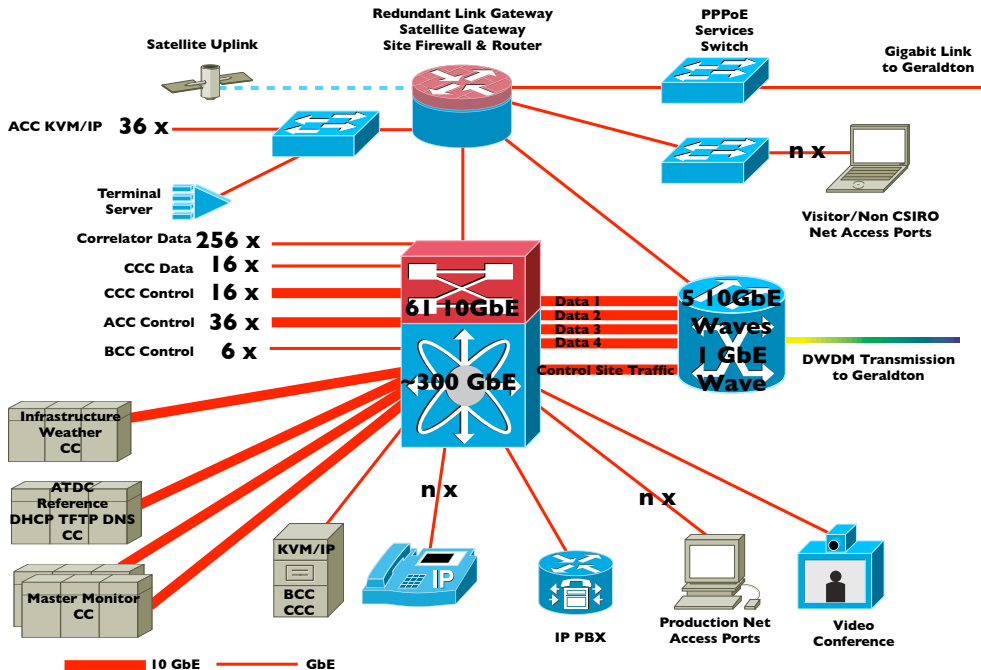 Redundant Link Gateway
Satellite Gateway
Site Firewall & Router
PPPoE
Services
Switch
Satellite Uplink
Gigabit Link
to Geraldton
ACC KVM/IP 36 x
n x
Terminal
Server
Visitor/Non CSIRO
Net Access Ports
Correlator Data 256 x
CCC Data 16 x
CCC Control 16 x
ACC Control 36 x
BCC Control 6 x
61 10GbE
~300 GbE
Data 1
Data 2
Data 3
Data 4
Control Site Traffic
5 10GbE
Waves
1 GbE
Wave
DWDM Transmission
to Geraldton
Infrastructure
Weather
CC
ATDC
Reference
DHCP TFTP DNS
CC
Master Monitor
CC
KVM/IP
BCC
CCC
n x
IP
IP PBX
n x
Production Net
Access Ports
Video
Conference
10 GbE
GbE